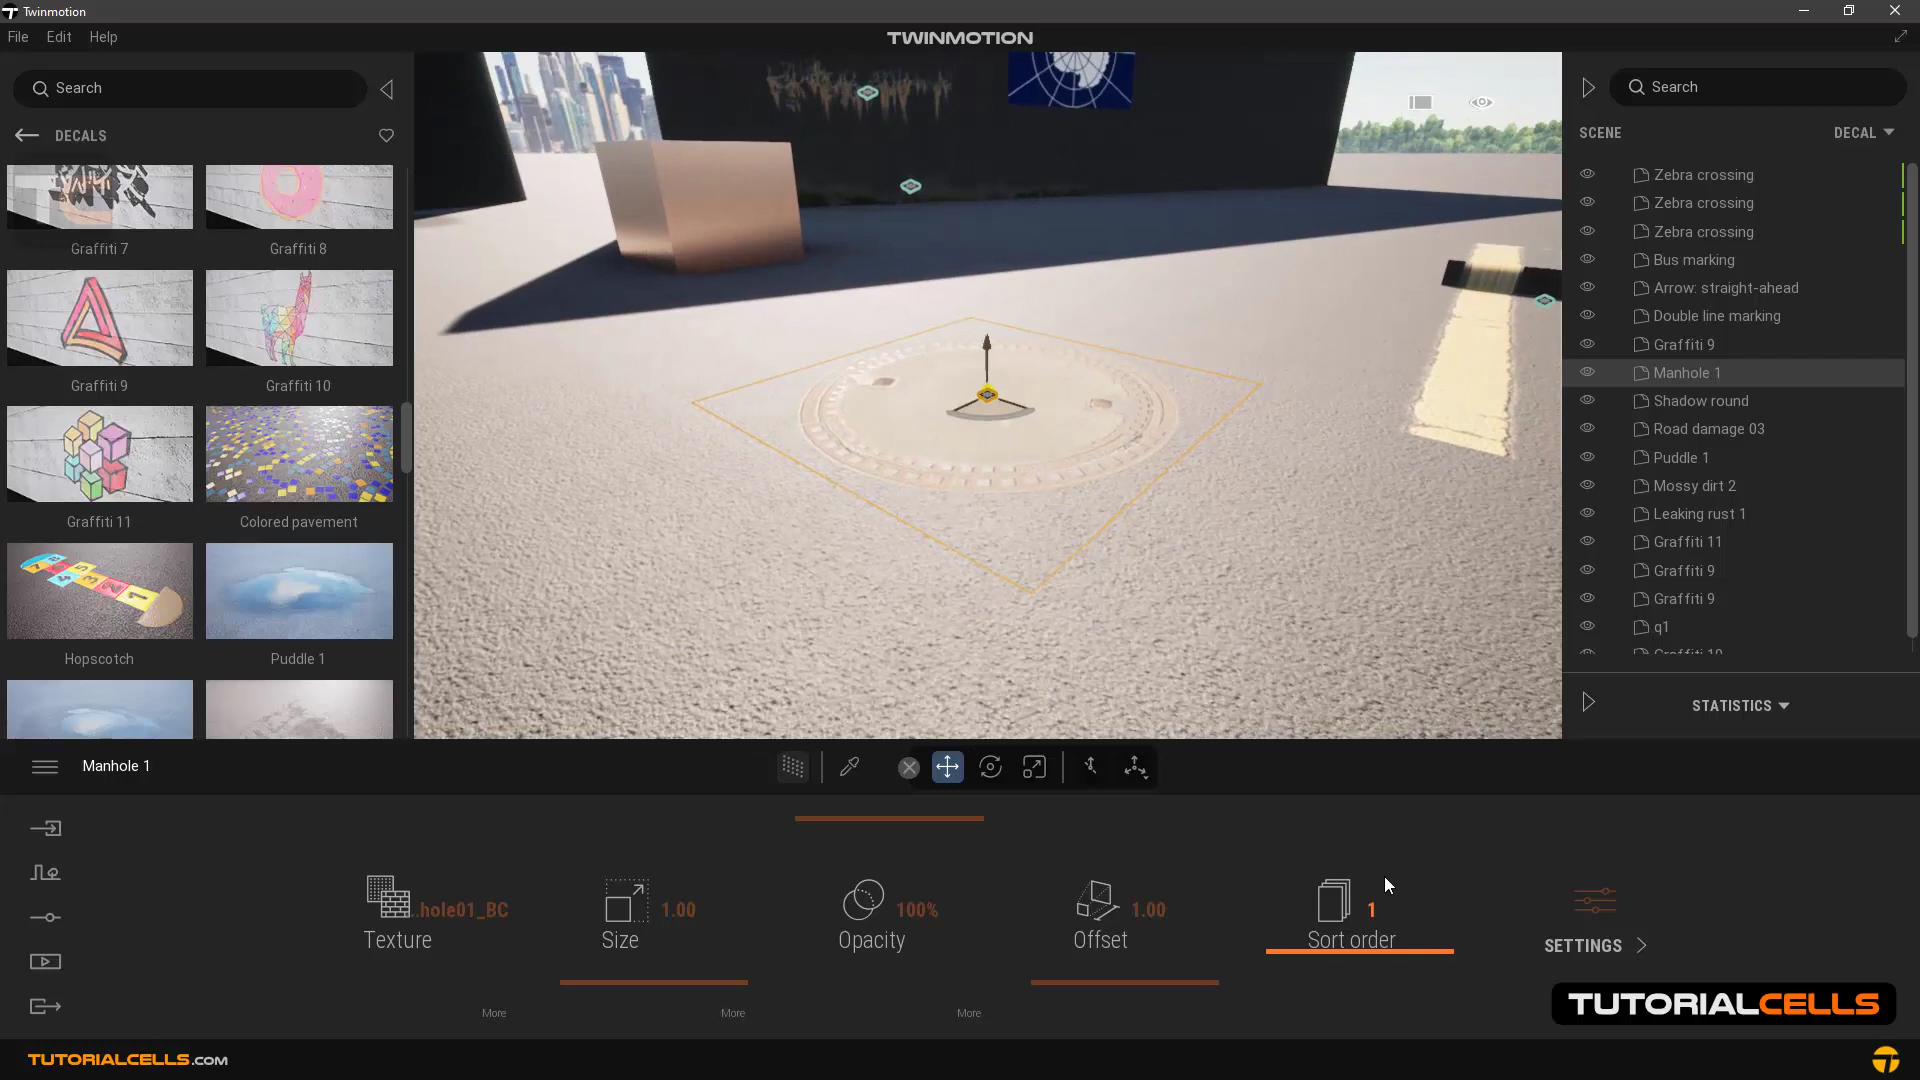 Twinmotion
File Edit Help
TWINMOTION
Search
DECALS
Graffiti 7
Graffiti 8
Graffiti 9
Graffiti 10
Graffiti 11
Colored pavement
Hopscotch
Puddle 1
Search
SCENE
DECAL
Zebra crossing
Zebra crossing
Zebra crossing
Bus marking
Arrow: straight-ahead
Double line marking
Graffiti 9
Manhole 1
Shadow round
Road damage 03
Puddle 1
Mossy dirt 2
Leaking rust 1
Graffiti 11
Graffiti 9
Graffiti 9
q1
Graffiti 10
STATISTICS
Manhole 1
..hole01_BC
Texture
1.00
Size
100%
Opacity
1.00
Offset
1
Sort order
SETTINGS
More
More
More
TUTORIALCELLS
TUTORIALCELLS.COM